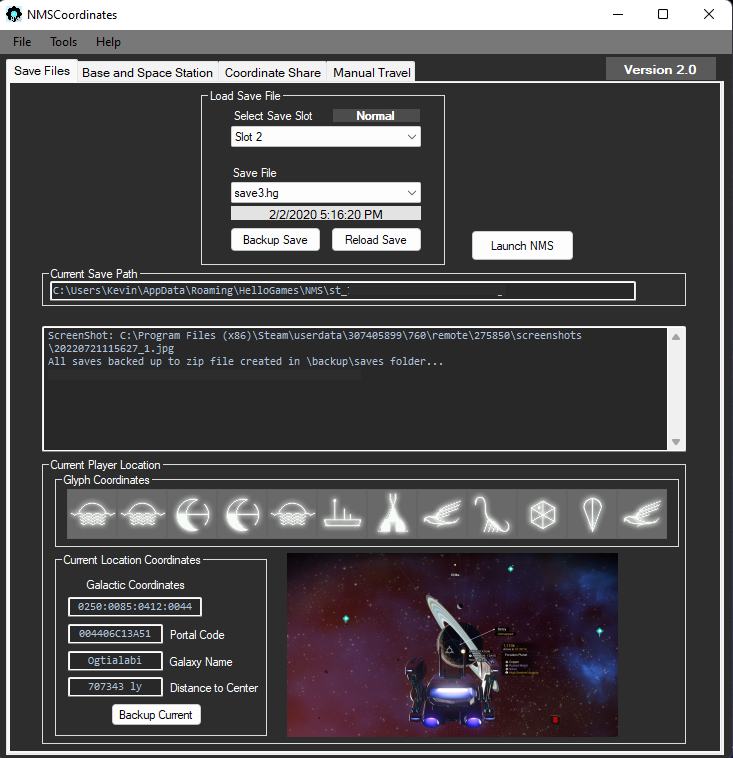 NMSCoordinates
File Tools Help
Save Files Base and Space Station Coordinate Share Manual Travel Version 2.0
Load Save File
Select Save Slot Normal
Slot 2
Save File
save3.hg
2/2/2020 5:16:20 PM
Backup Save Reload Save
Launch NMS
Current Save Path
C:\Users\Kevin\AppData\Roaming\HelloGames\NMS\st_
ScreenShot: C:\Program Files (x86)\Steam\userdata\307405899\760\remote\275850\screenshots
\20220721115627_1.jpg
All saves backed up to zip file created in \backup\saves folder...
Current Player Location
Glyph Coordinates
Current Location Coordinates
Galactic Coordinates
0250:0085:0412:0044
004406C13A51 Portal Code
Ogtialabi Galaxy Name
707343 ly Distance to Center
Backup Current